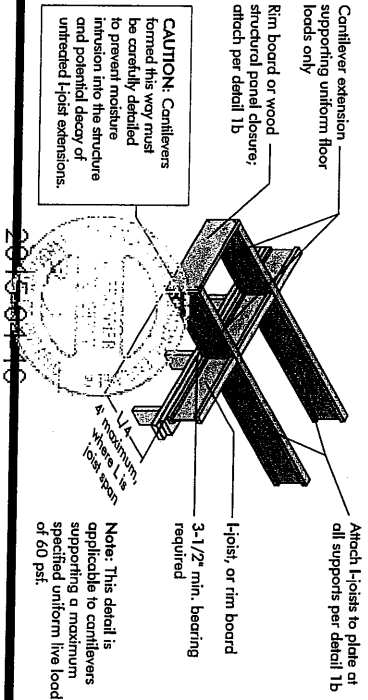 Cantilever extension
supporting uniform floor
loads only
Rim board or wood
structural panel closure;
attach per detail 1b
CAUTION: Cantilevers
formed this way must
be carefully detailed
to prevent moisture
intrusion into the structure
and potential decay of
untreated I-joist extensions.
Attach I-joists to plate at
all supports per detail 1b
I-joist, or rim board
3-1/2" min. bearing
required
L/4
4' maximum,
where L is
joist span
Note: This detail is
applicable to cantilevers
supporting a maximum
specified uniform live load
of 60 psf.